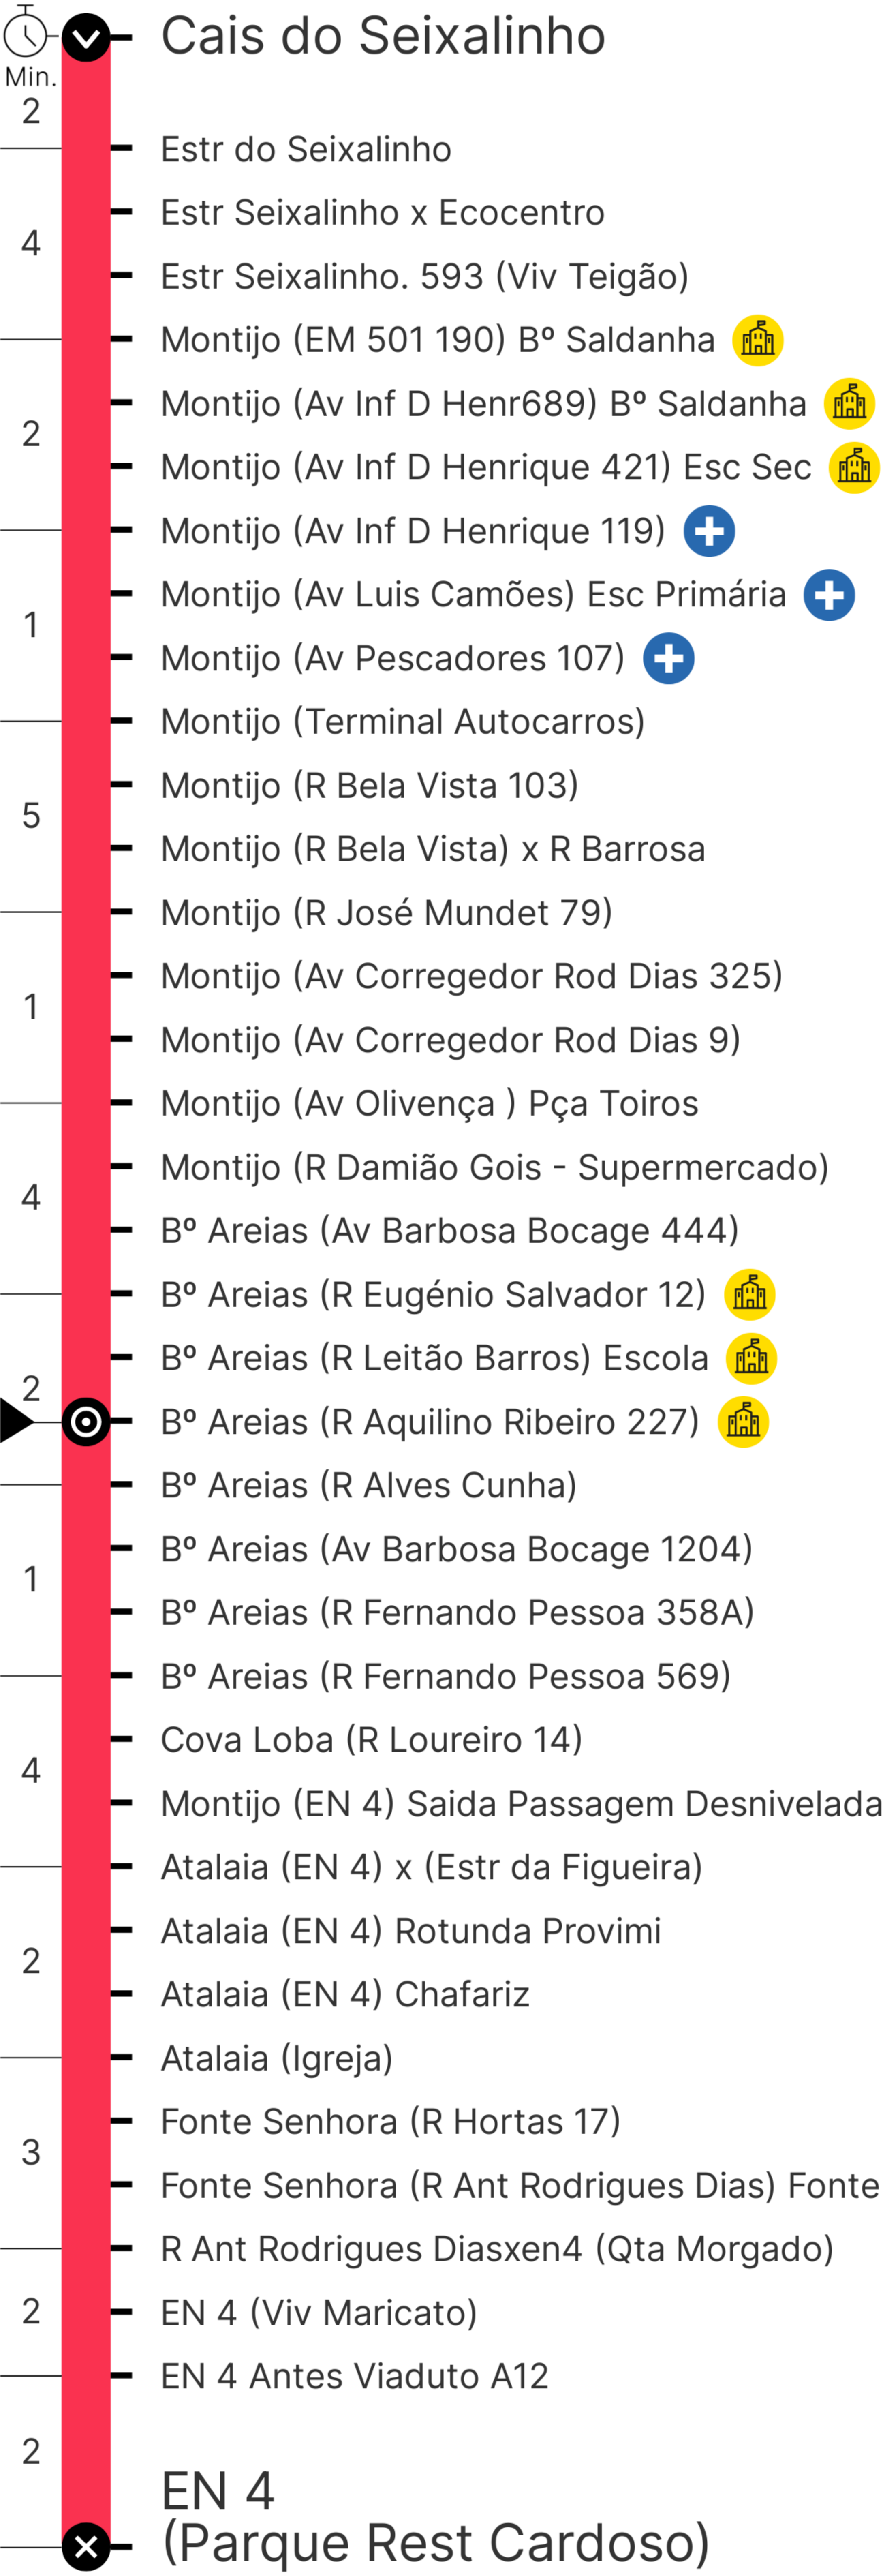 Cais do Seixalinho
Min.
2
Estr do Seixalinho
Estr Seixalinho x Ecocentro
4
Estr Seixalinho. 593 (Viv Teigão)
Montijo (EM 501 190) Bº Saldanha
Montijo (Av Inf D Henr689) Bº Saldanha
2
Montijo (Av Inf D Henrique 421) Esc Sec
Montijo (Av Inf D Henrique 119)
Montijo (Av Luis Camões) Esc Primária
1
Montijo (Av Pescadores 107)
Montijo (Terminal Autocarros)
Montijo (R Bela Vista 103)
5
Montijo (R Bela Vista) x R Barrosa
Montijo (R José Mundet 79)
Montijo (Av Corregedor Rod Dias 325)
1
Montijo (Av Corregedor Rod Dias 9)
Montijo (Av Olivença ) Pça Toiros
Montijo (R Damião Gois - Supermercado)
4
Bº Areias (Av Barbosa Bocage 444)
Bº Areias (R Eugénio Salvador 12)
Bº Areias (R Leitão Barros) Escola
2
Bº Areias (R Aquilino Ribeiro 227)
Bº Areias (R Alves Cunha)
Bº Areias (Av Barbosa Bocage 1204)
1
Bº Areias (R Fernando Pessoa 358A)
Bº Areias (R Fernando Pessoa 569)
Cova Loba (R Loureiro 14)
4
Montijo (EN 4) Saida Passagem Desnivelada
Atalaia (EN 4) x (Estr da Figueira)
Atalaia (EN 4) Rotunda Provimi
2
Atalaia (EN 4) Chafariz
Atalaia (Igreja)
Fonte Senhora (R Hortas 17)
3
Fonte Senhora (R Ant Rodrigues Dias) Fonte
R Ant Rodrigues Diasxen4 (Qta Morgado)
2
EN 4 (Viv Maricato)
EN 4 Antes Viaduto A12
2
EN 4
(Parque Rest Cardoso)